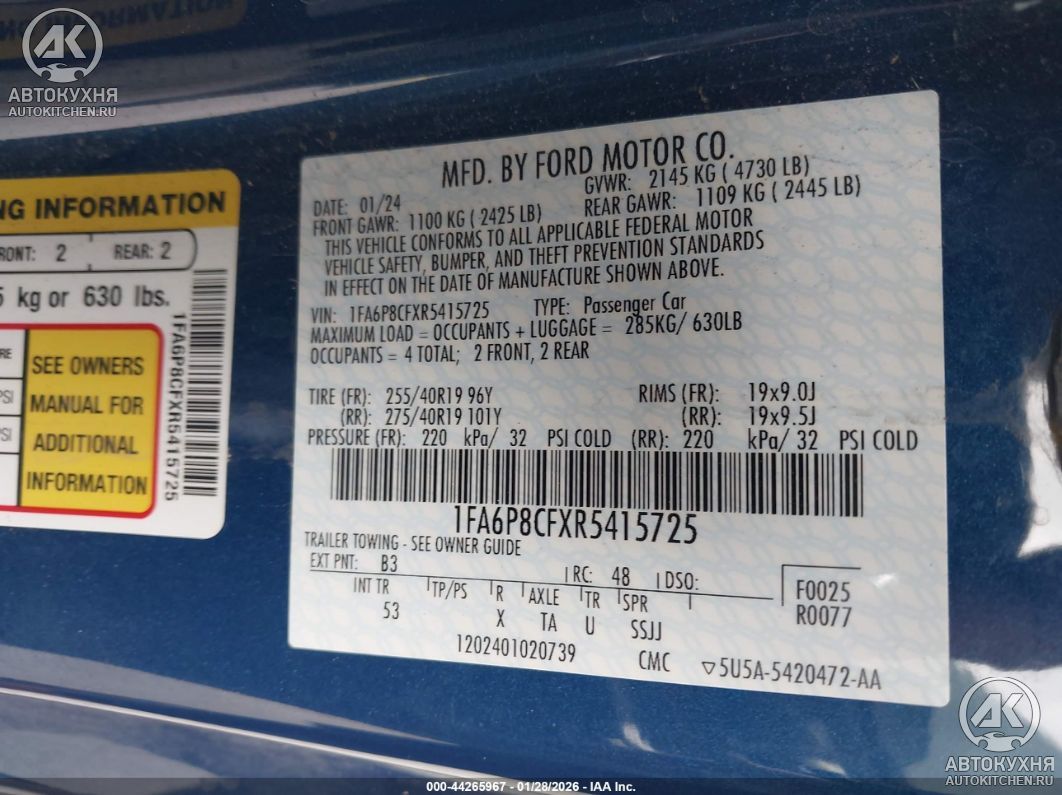 AK
АВТОКУХНЯ
AUTOKITCHEN.RU
NG INFORMATION
RONT: 2 REAR: 2
5 kg or 630 lbs.
SEE OWNERS
MANUAL FOR
ADDITIONAL
INFORMATION
1FA6P8CFXR5415725
MFD. BY FORD MOTOR CO.
DATE: 01/24 GVWR: 2145 KG ( 4730 LB)
FRONT GAWR: 1100 KG ( 2425 LB) REAR GAWR: 1109 KG ( 2445 LB)
THIS VEHICLE CONFORMS TO ALL APPLICABLE FEDERAL MOTOR
VEHICLE SAFETY, BUMPER, AND THEFT PREVENTION STANDARDS
IN EFFECT ON THE DATE OF MANUFACTURE SHOWN ABOVE.
VIN: 1FA6P8CFXR5415725 TYPE: Passenger Car
MAXIMUM LOAD = OCCUPANTS + LUGGAGE = 285KG/ 630LB
OCCUPANTS = 4 TOTAL; 2 FRONT, 2 REAR
TIRE (FR): 255/40R19 96Y RIMS (FR): 19x9.0J
(RR): 275/40R19 101Y (RR): 19x9.5J
PRESSURE (FR): 220 kPa/ 32 PSI COLD (RR): 220 kPa/ 32 PSI COLD
1FA6P8CFXR5415725
TRAILER TOWING - SEE OWNER GUIDE
EXT PNT: B3 RC: 48 DSO: F0025
INT TR TP/PS R AXLE TR SPR R0077
53 X TA U SSJJ
1202401020739 CMC ▽5U5A-5420472-AA
AK
АВТОКУХНЯ
AUTOKITCHEN.RU
000-44265967 - 01/28/2026 - IAA Inc.